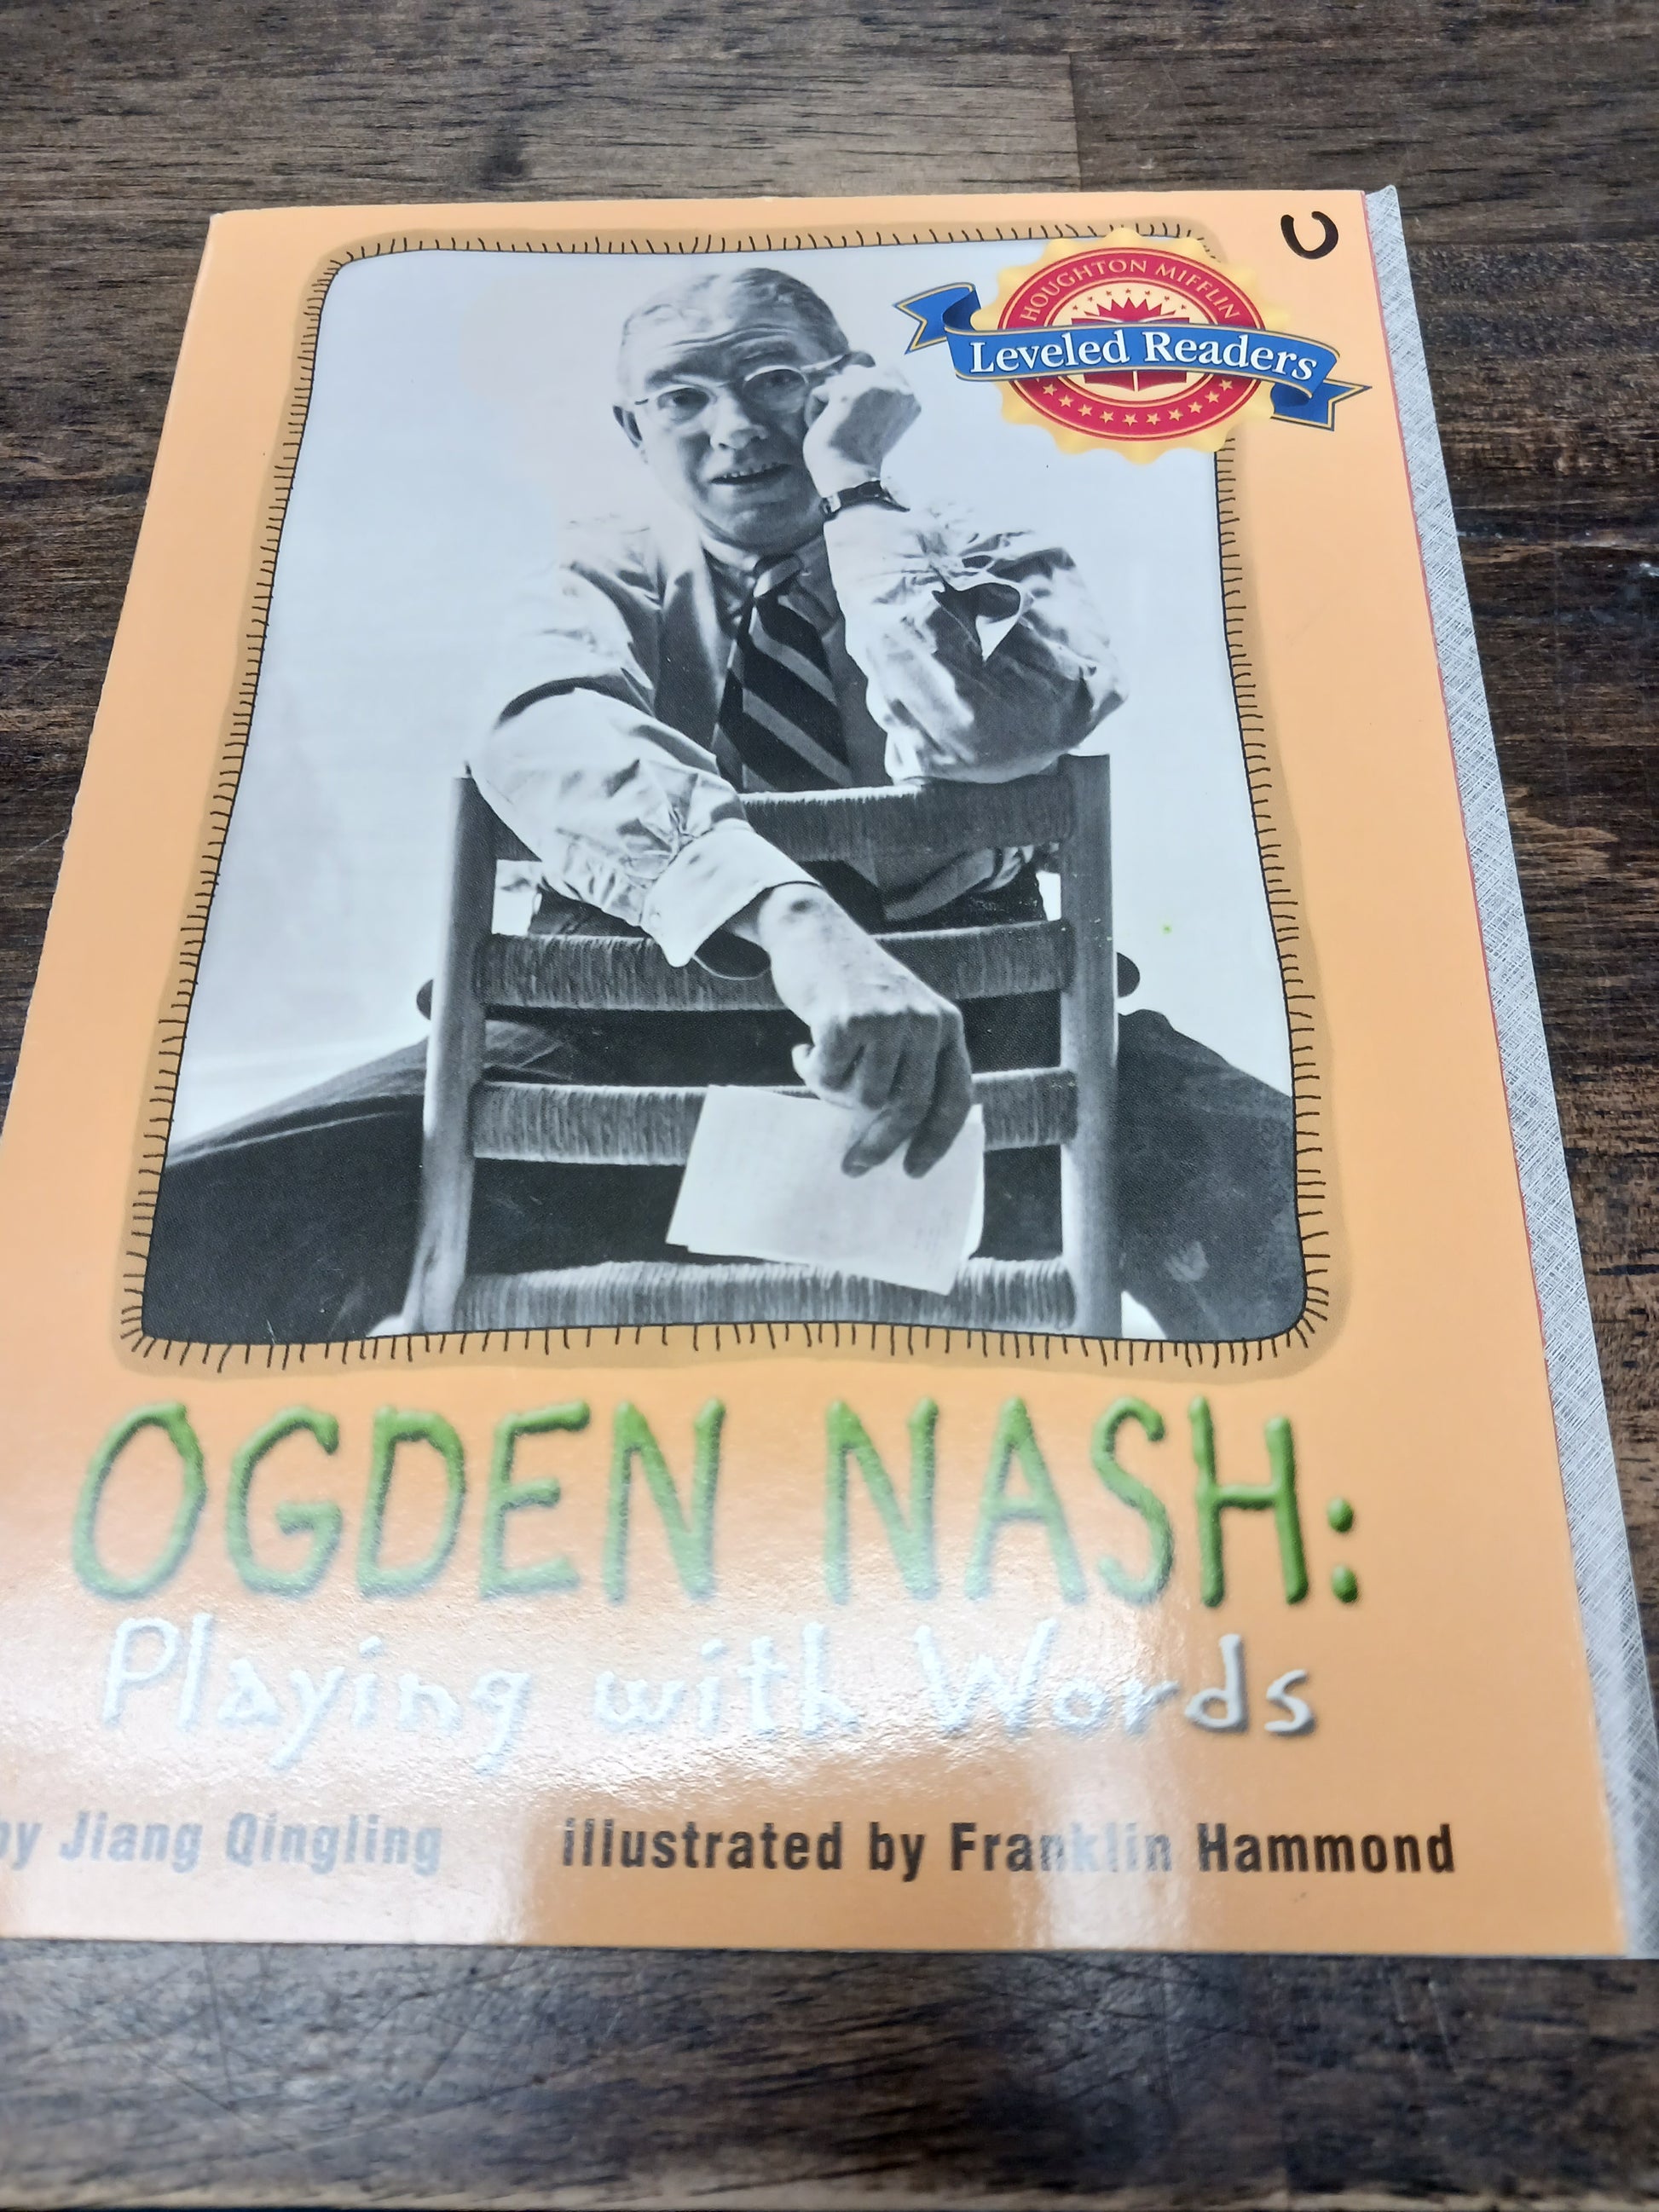 C
HOUGHTON MIFFLIN
Leveled Readers
OGDEN NASH:
Playing with Words
by Jiang Qingling illustrated by Franklin Hammond